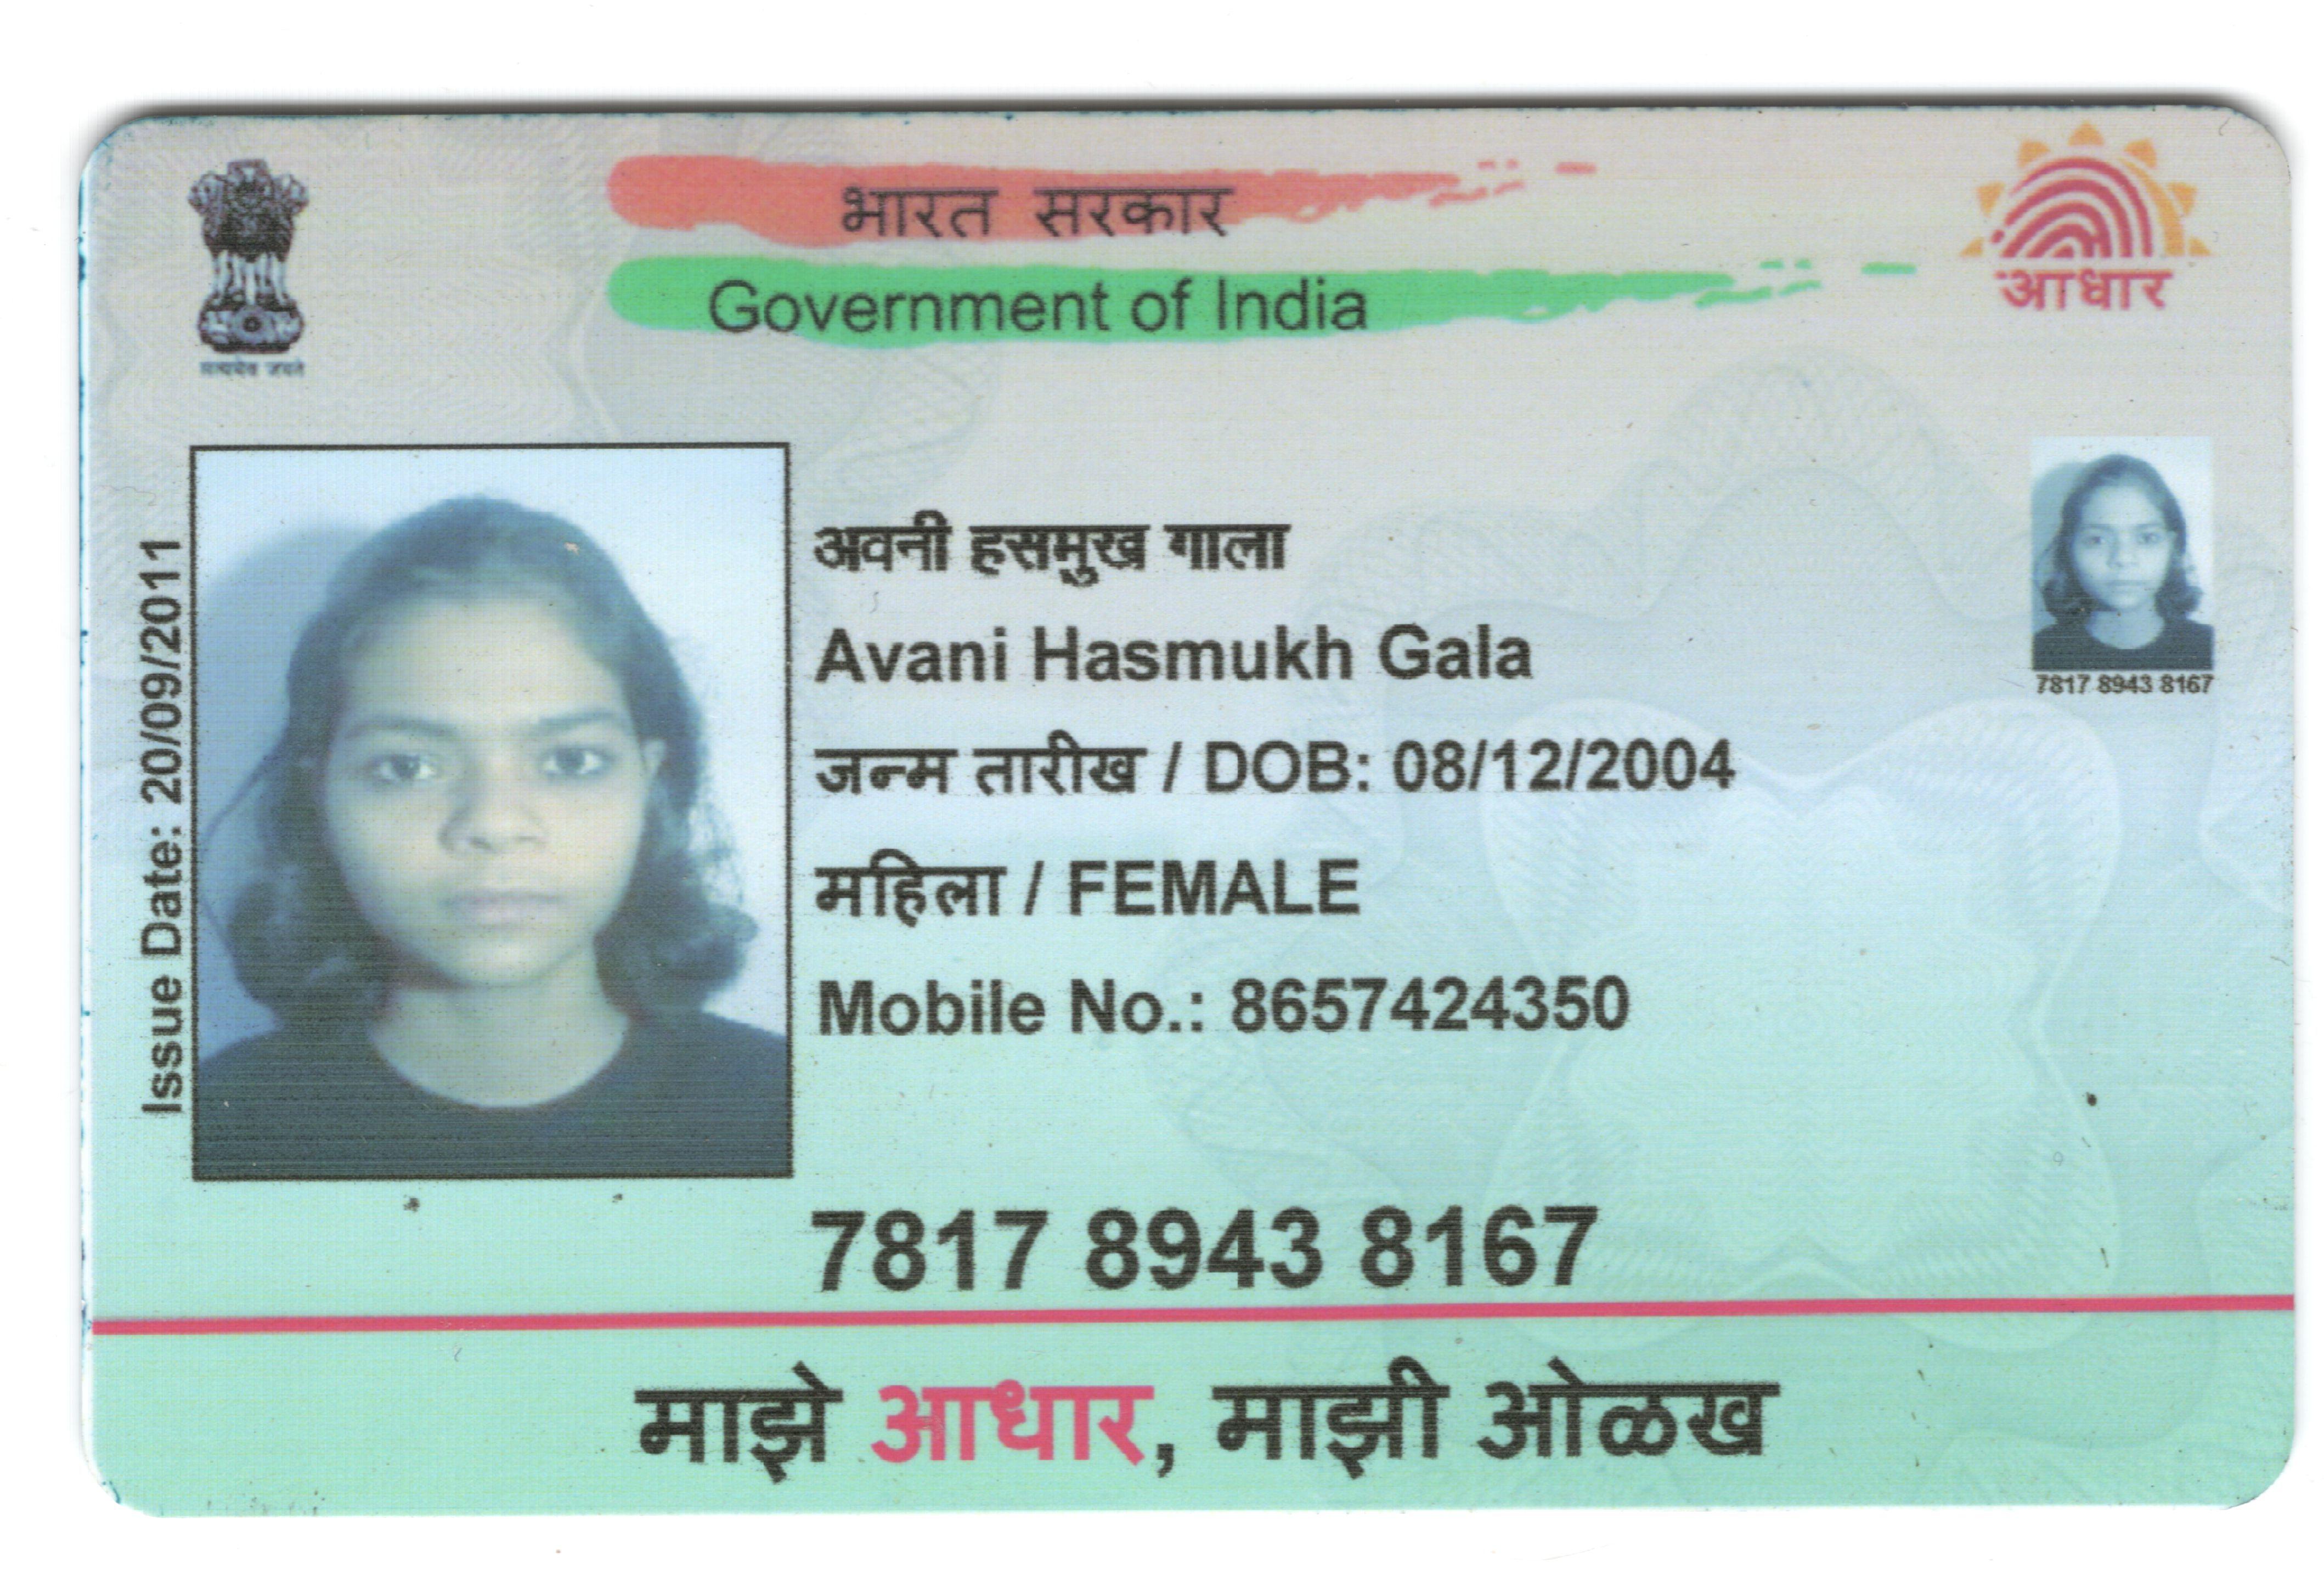 सत्यमेव जयते
भारत सरकार
Government of India
आधार
Issue Date: 20/09/2011
अवनी हसमुख गाला
Avani Hasmukh Gala
जन्म तारीख / DOB: 08/12/2004
महिला / FEMALE
Mobile No.: 8657424350
7817 8943 8167
7817 8943 8167
माझे आधार, माझी ओळख